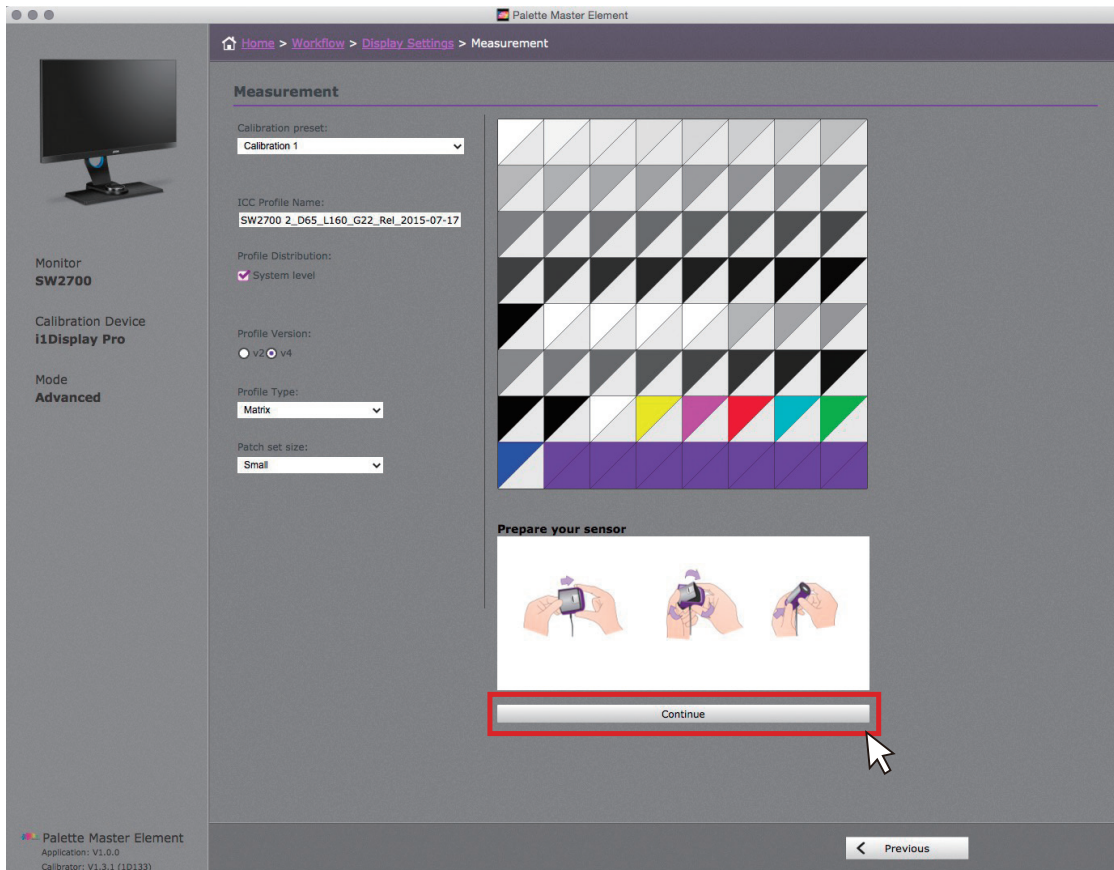 Palette Master Element
Home > Workflow > Display Settings > Measurement
Measurement
Calibration preset:
Calibration 1
ICC Profile Name:
SW2700 2_D65_L160_G22_Rel_2015-07-17
Profile Distribution:
System level
Profile Version:
v2 v4
Profile Type:
Matrix
Patch set size:
Small
Monitor
SW2700
Calibration Device
i1Display Pro
Mode
Advanced
Prepare your sensor
Continue
Palette Master Element
Application: V1.0.0
Calibrator: V1.3.1 (1D133)
Previous